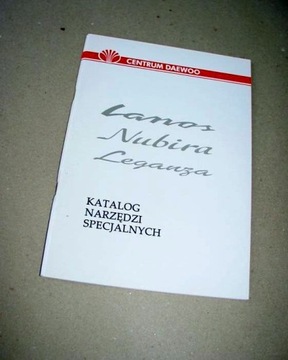 CENTRUM DAEWOO
Lanos
Nubira
Leganza
KATALOG
NARZĘDZI
SPECJALNYCH